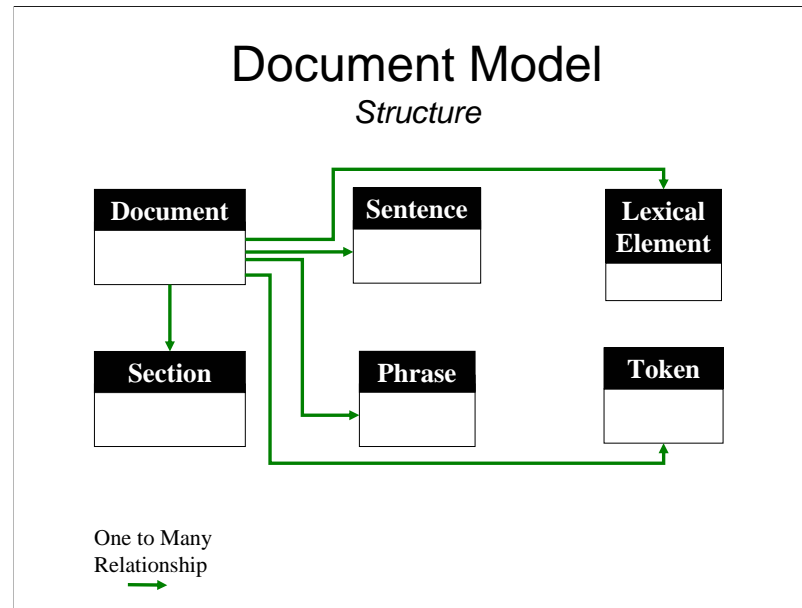 Document Model
Structure
Document
Sentence
Lexical
Element
Section
Phrase
Token
One to Many
Relationship